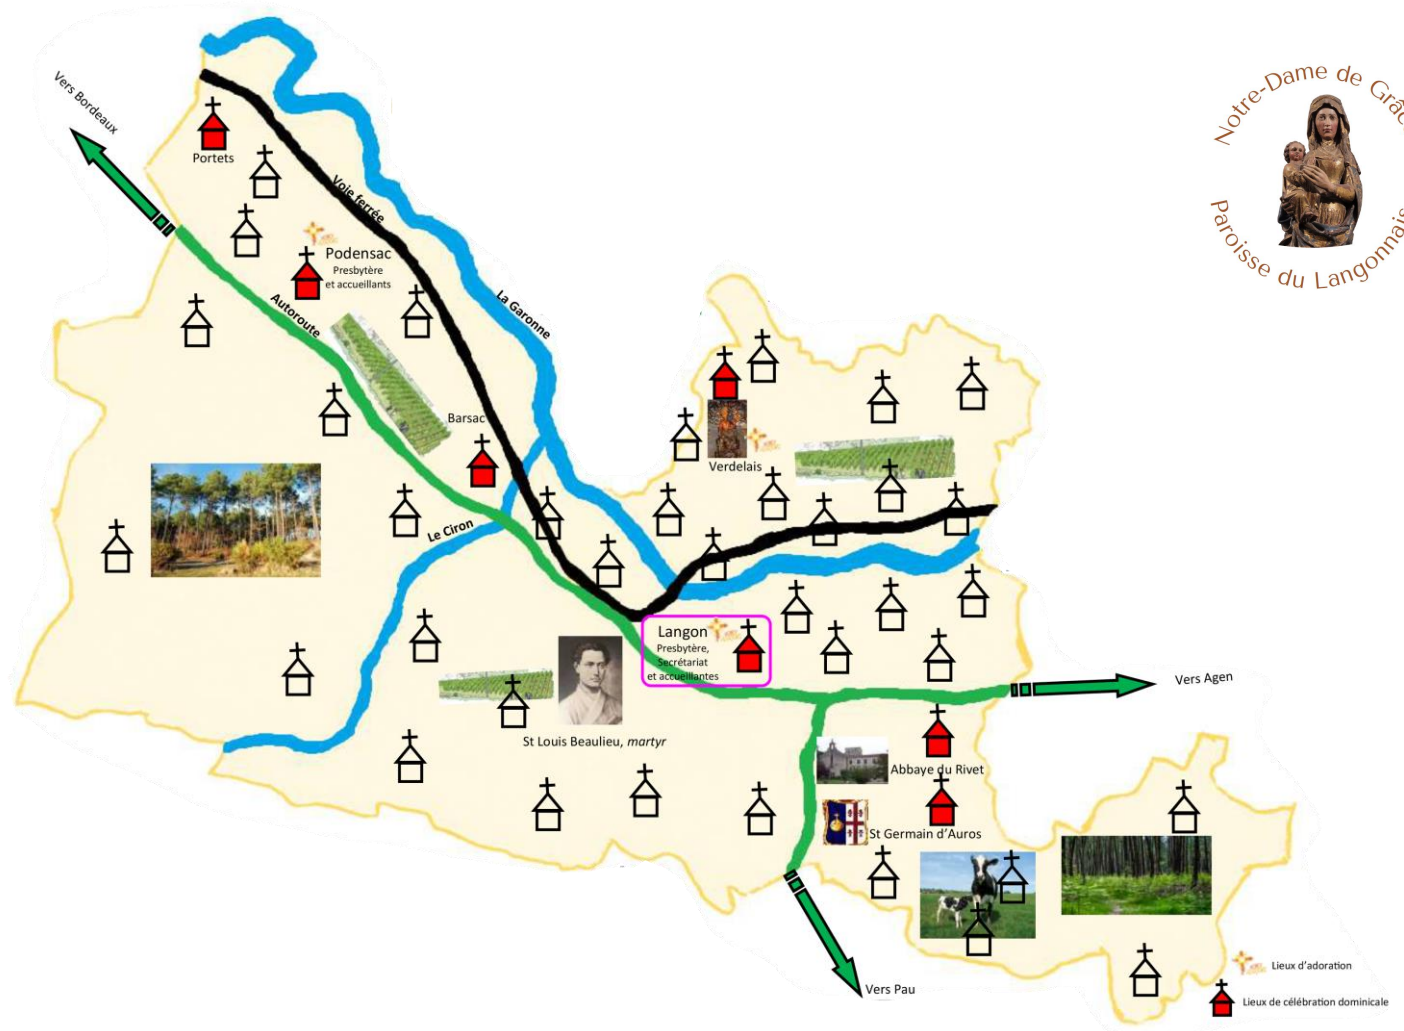 Notre-Dame de Grâc
Paroisse du Langonnais
Vers Bordeaux
Portets
Voie ferrée
Podensac
Presbytère
et accueillants
Autoroute
La Garonne
Barsac
Verdelais
Le Ciron
Langon
Presbytère,
Secrétariat
et accueillantes
Vers Agen
St Louis Beaulieu, martyr
Abbaye du Rivet
St Germain d'Auros
Vers Pau
Lieux d'adoration
Lieux de célébration dominicale